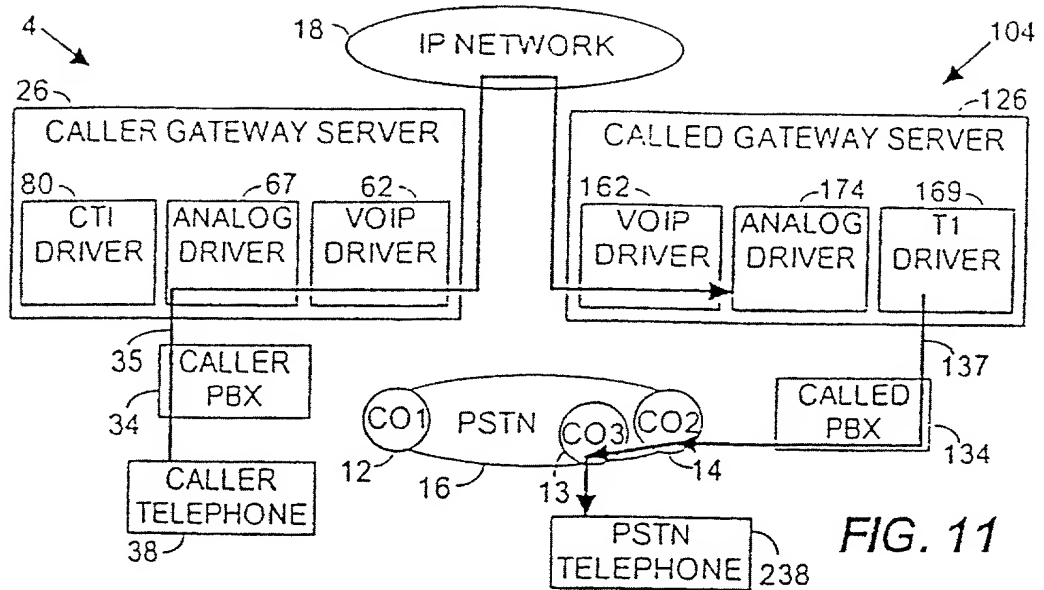 4
18
IP NETWORK
104
26
CALLER GATEWAY SERVER
80
CTI
DRIVER
67
ANALOG
DRIVER
62
VOIP
DRIVER
126
CALLED GATEWAY SERVER
162
VOIP
DRIVER
174
ANALOG
DRIVER
169
T1
DRIVER
35
CALLER
PBX
34
137
CALLED
PBX
134
CO1
PSTN
CO3
CO2
12
16
13
14
CALLER
TELEPHONE
38
PSTN
TELEPHONE
238
FIG. 11